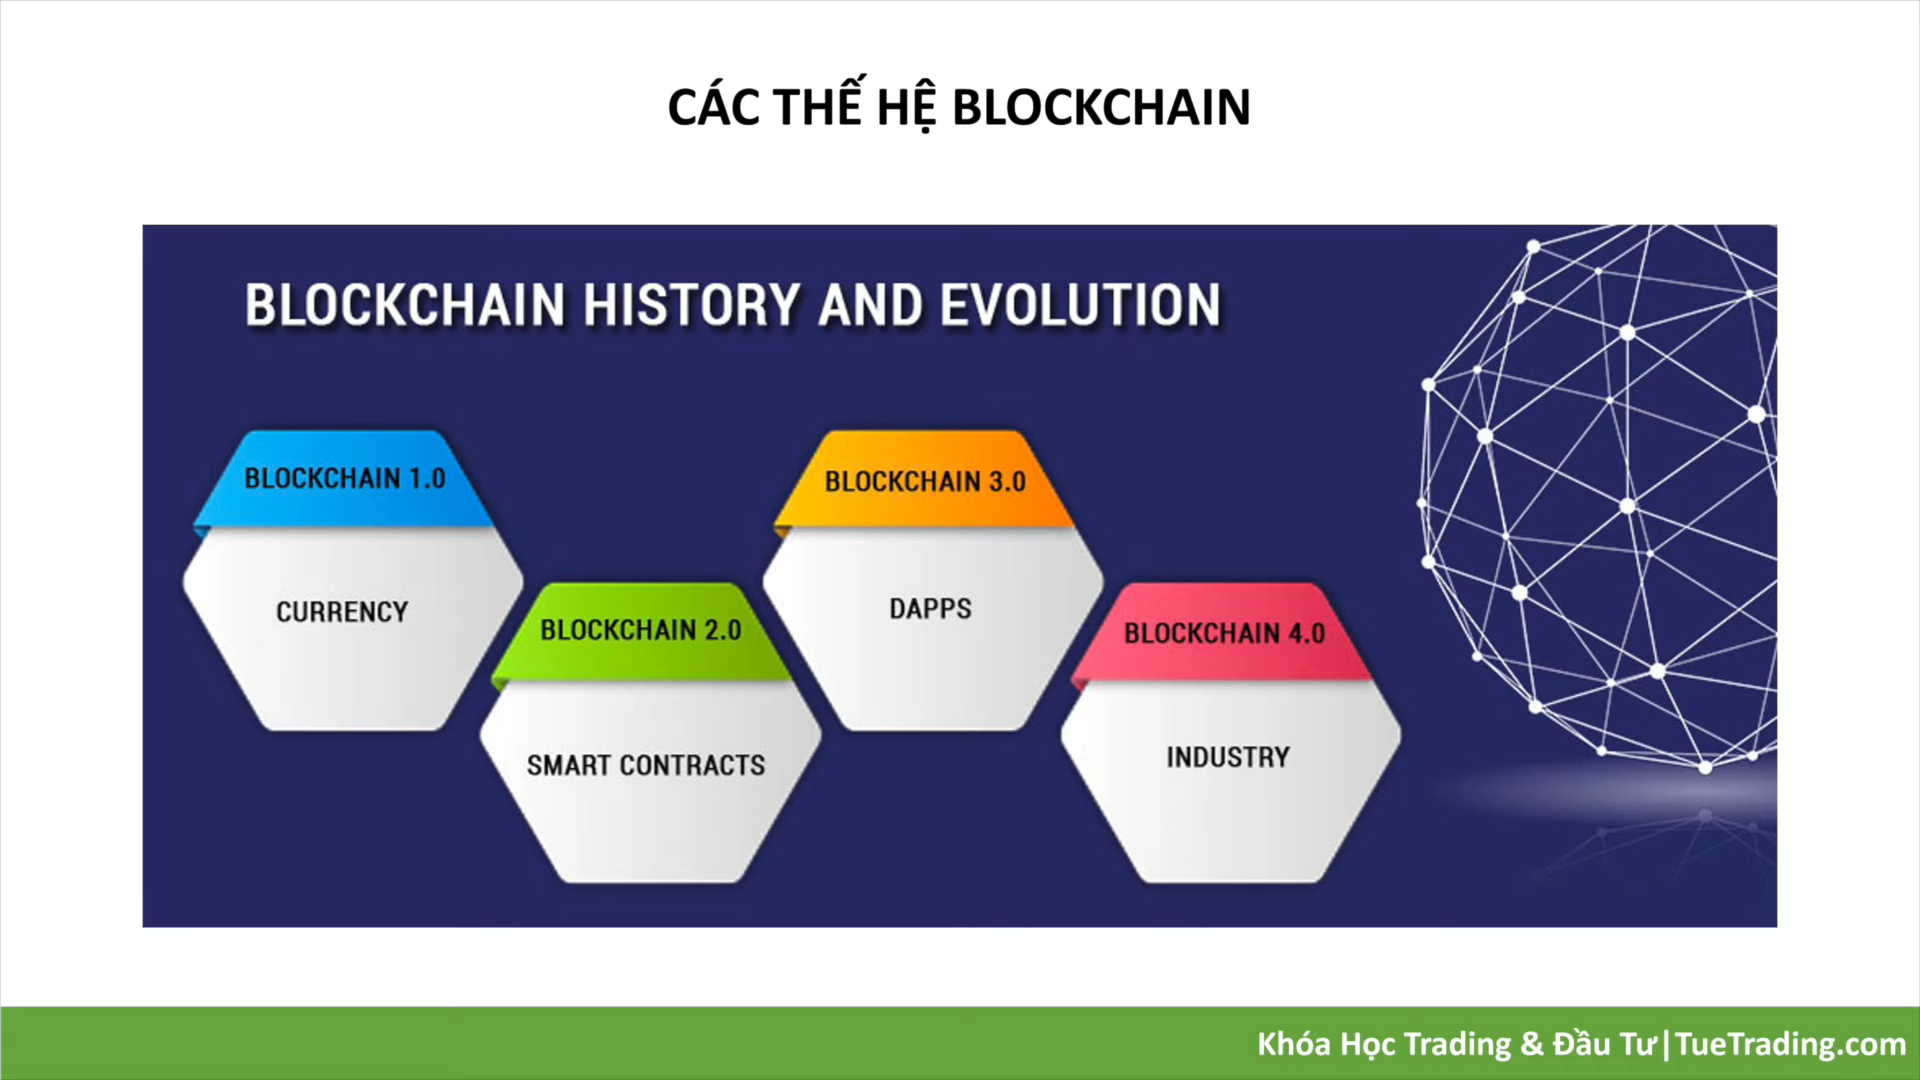 CÁC THẾ HỆ BLOCKCHAIN
BLOCKCHAIN HISTORY AND EVOLUTION
BLOCKCHAIN 1.0
CURRENCY
BLOCKCHAIN 2.0
SMART CONTRACTS
BLOCKCHAIN 3.0
DAPPS
BLOCKCHAIN 4.0
INDUSTRY
Khóa Học Trading & Đầu Tư|TueTrading.com